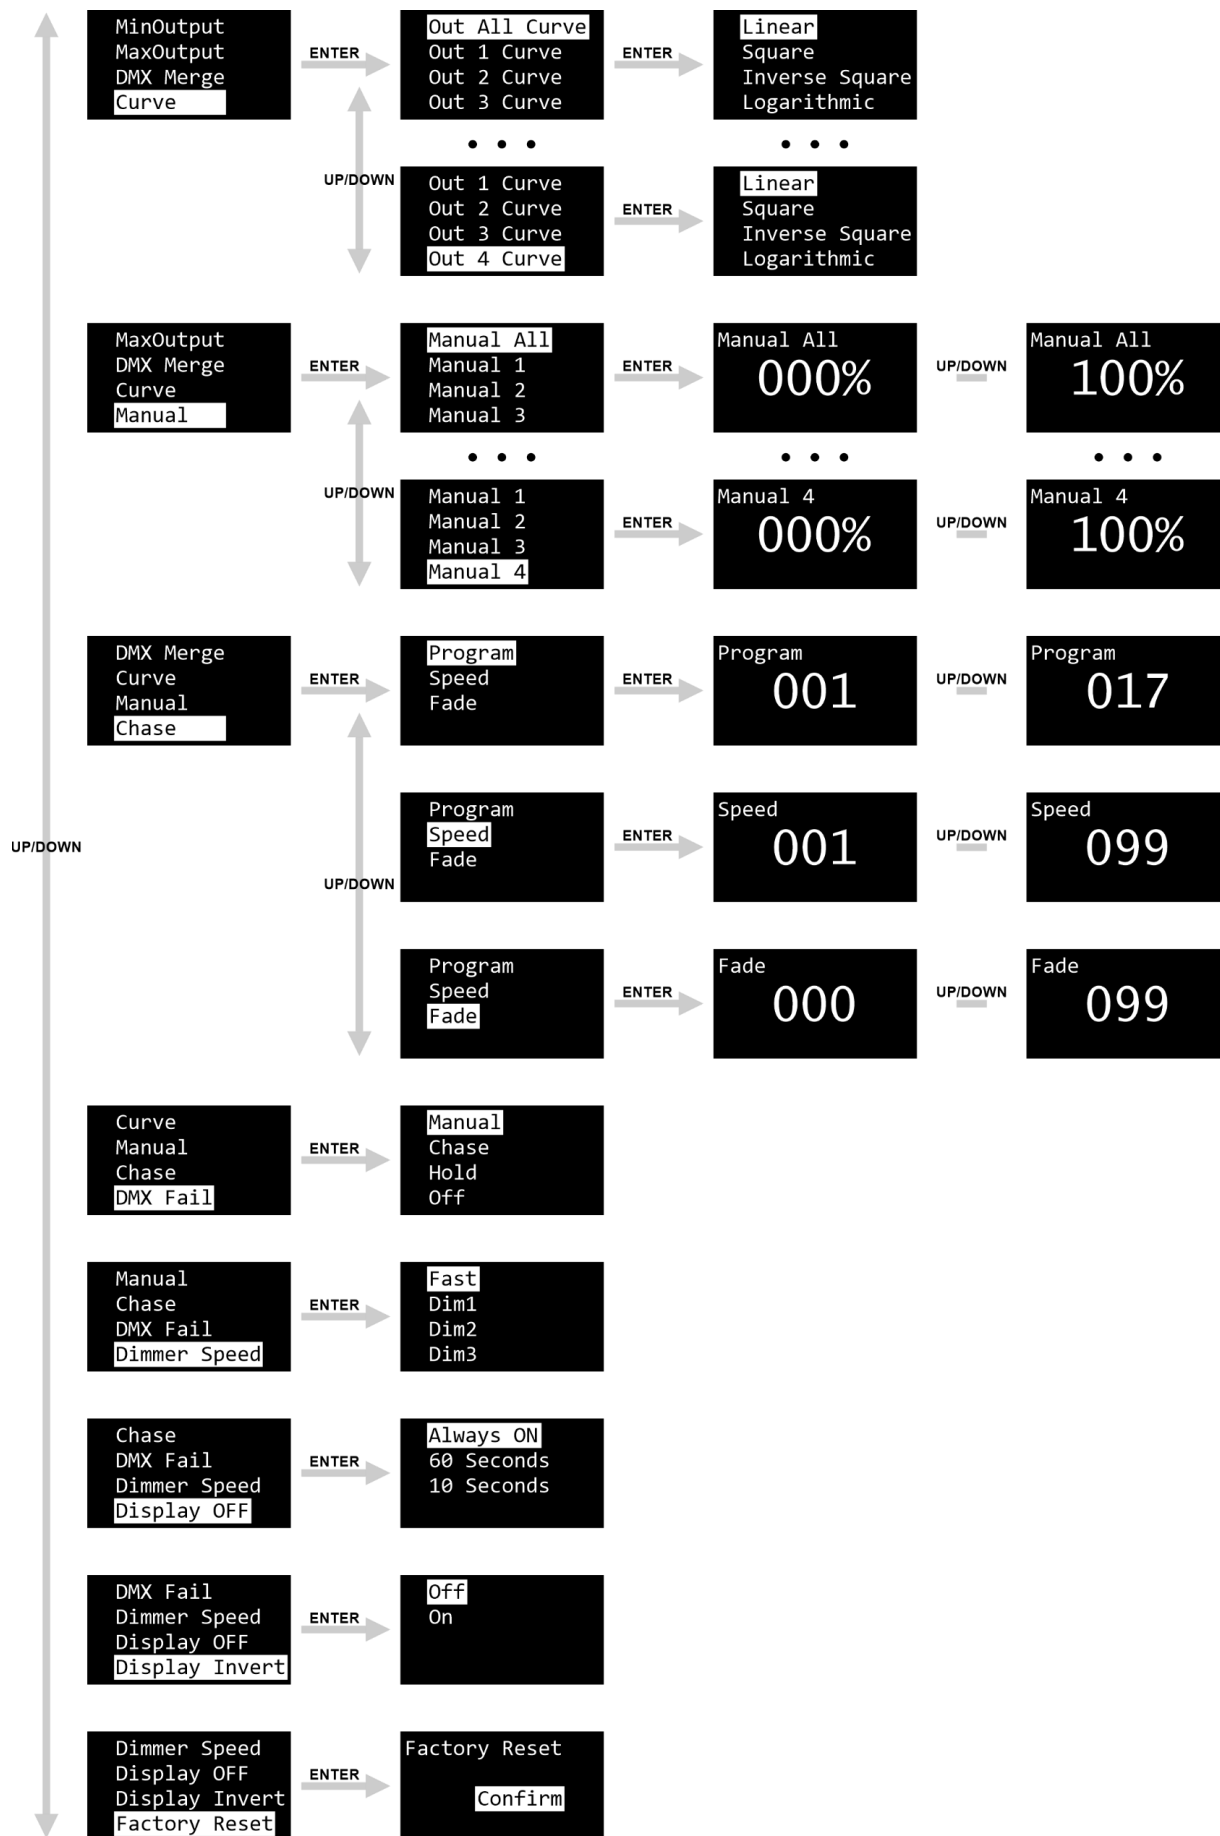 MinOutput
MaxOutput
DMX Merge
Curve
ENTER
Out All Curve
Out 1 Curve
Out 2 Curve
Out 3 Curve
ENTER
Linear
Square
Inverse Square
Logarithmic
• • •
• • •
UP/DOWN
Out 1 Curve
Out 2 Curve
Out 3 Curve
Out 4 Curve
ENTER
Linear
Square
Inverse Square
Logarithmic
MaxOutput
DMX Merge
Curve
Manual
ENTER
Manual All
Manual 1
Manual 2
Manual 3
ENTER
Manual All
000%
UP/DOWN
Manual All
100%
• • •
• • •
• • •
UP/DOWN
Manual 1
Manual 2
Manual 3
Manual 4
ENTER
Manual 4
000%
UP/DOWN
Manual 4
100%
DMX Merge
Curve
Manual
Chase
ENTER
Program
Speed
Fade
ENTER
Program
001
UP/DOWN
Program
017
UP/DOWN
UP/DOWN
Program
Speed
Fade
ENTER
Speed
001
UP/DOWN
Speed
099
Program
Speed
Fade
ENTER
Fade
000
UP/DOWN
Fade
099
Curve
Manual
Chase
DMX Fail
ENTER
Manual
Chase
Hold
Off
Manual
Chase
DMX Fail
Dimmer Speed
ENTER
Fast
Dim1
Dim2
Dim3
Chase
DMX Fail
Dimmer Speed
Display OFF
ENTER
Always ON
60 Seconds
10 Seconds
DMX Fail
Dimmer Speed
Display OFF
Display Invert
ENTER
Off
On
Dimmer Speed
Display OFF
Display Invert
Factory Reset
ENTER
Factory Reset
Confirm